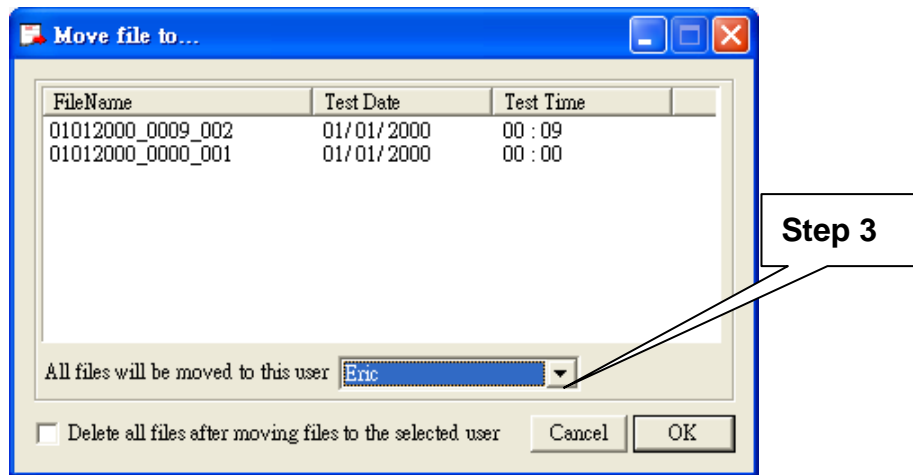 Move file to...
FileName Test Date Test Time
01012000_0009_002 01/01/2000 00 : 09
01012000_0000_001 01/01/2000 00 : 00
Step 3
All files will be moved to this user Eric
Delete all files after moving files to the selected user Cancel OK